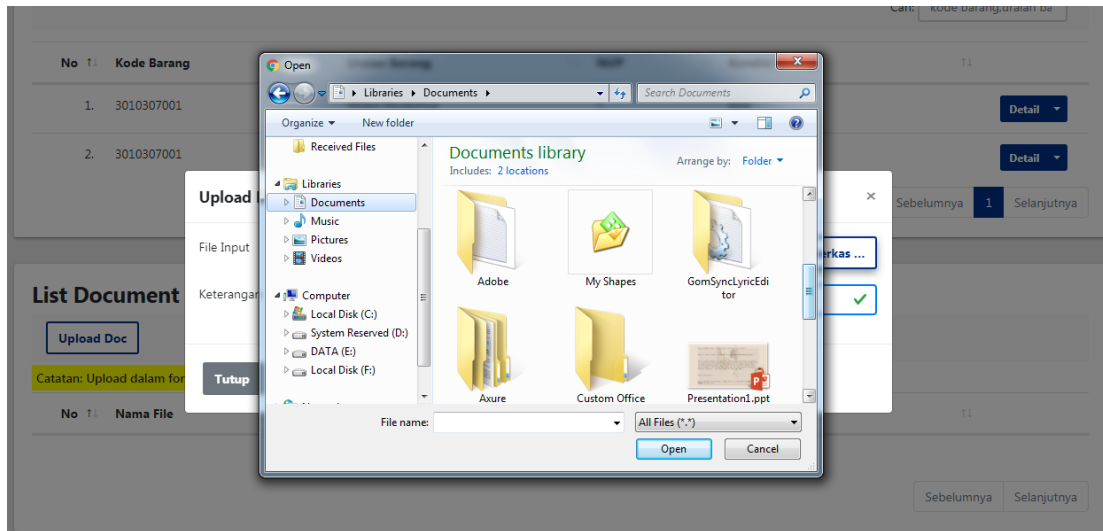 Cari: kode barang,uraian ba
No Kode Barang
1. 3010307001
Detail
2. 3010307001
Detail
Sebelumnya 1 Selanjutnya
Open
Libraries Documents Search Documents
Organize New folder
Received Files
Libraries
Documents
Music
Pictures
Videos
Computer
Local Disk (C:)
System Reserved (D:)
DATA (E:)
Local Disk (F:)
Documents library
Includes: 2 locations
Arrange by: Folder
Adobe
My Shapes
GomSyncLyricEdi
tor
Axure
Custom Office
Presentation1.ppt
File name: All Files (*.*)
Open Cancel
Upload
File Input
erkas ...
Keterangan
Tutup
List Document
Upload Doc
Catatan: Upload dalam for
No Nama File
Sebelumnya Selanjutnya